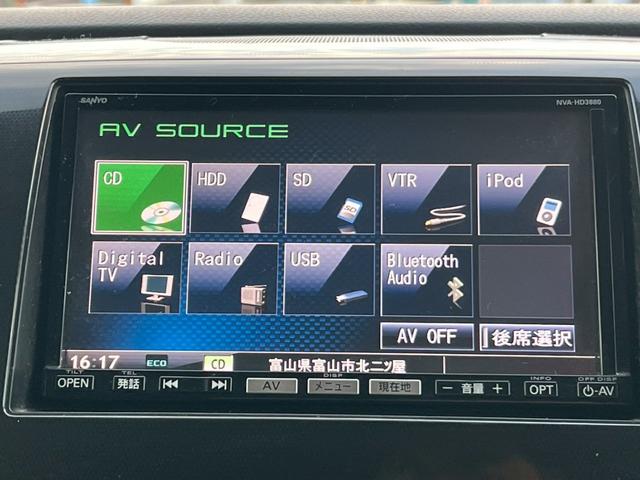 SANYO
NVA-HD3880
AV SOURCE
CD
HDD
SD
VTR
iPod
Digital TV
Radio
USB
Bluetooth Audio
AV OFF
後席選択
16:17
ECO
CD
富山県富山市北二ツ屋
TILT
TEL
DISP
INFO
OFF DISP
OPEN
発話
AV
メニュー
現在地
− 音量 +
OPT
-AV